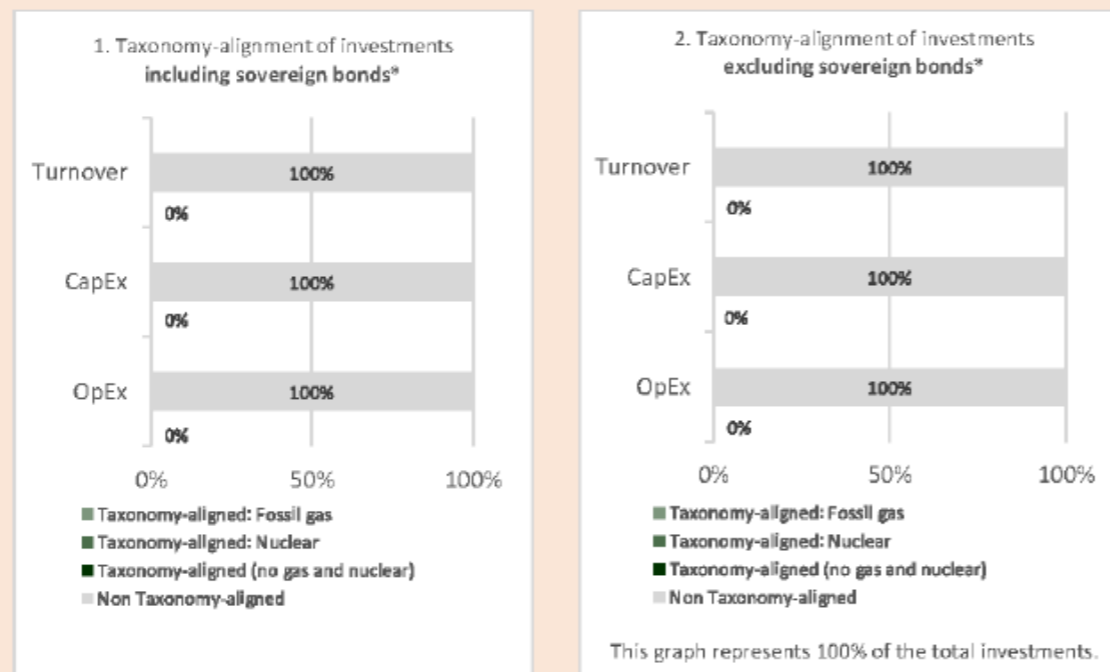 1. Taxonomy-alignment of investments
including sovereign bonds*
Turnover
100%
0%
CapEx
100%
0%
OpEx
100%
0%
0% 50% 100%
Taxonomy-aligned: Fossil gas
Taxonomy-aligned: Nuclear
Taxonomy-aligned (no gas and nuclear)
Non Taxonomy-aligned
2. Taxonomy-alignment of investments
excluding sovereign bonds*
Turnover
100%
0%
CapEx
100%
0%
OpEx
100%
0%
0% 50% 100%
Taxonomy-aligned: Fossil gas
Taxonomy-aligned: Nuclear
Taxonomy-aligned (no gas and nuclear)
Non Taxonomy-aligned
This graph represents 100% of the total investments.